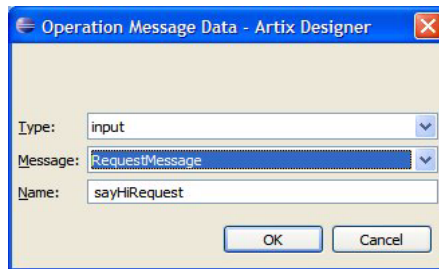 Operation Message Data - Artix Designer
Type: input
Message: RequestMessage
Name: sayHiRequest
OK Cancel